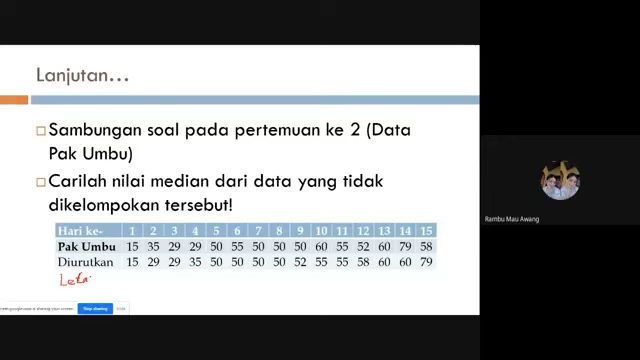 Lanjutan...
Sambungan soal pada pertemuan ke 2 (Data
Pak Umbu)
Carilah nilai median dari data yang tidak
dikelompokan tersebut!
Hari ke- 1 2 3 4 5 6 7 8 9 10 11 12 13 14 15
Pak Umbu 15 35 29 29 50 55 50 50 50 60 55 52 60 79 58
Diurutkan 15 29 29 35 50 50 50 50 52 55 55 58 60 60 79
Leta
Stop sharing
Hide
Rambu Mau Awang